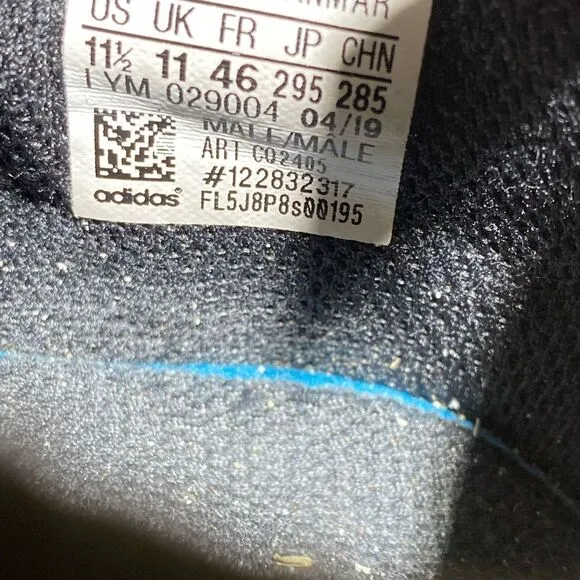 US UK FR JP CHN
11½ 11 46 295 285
LYM 029004 04/19
MALE/MALE
ART CQ2405
#122832317
adidas FL5J8P8s00195